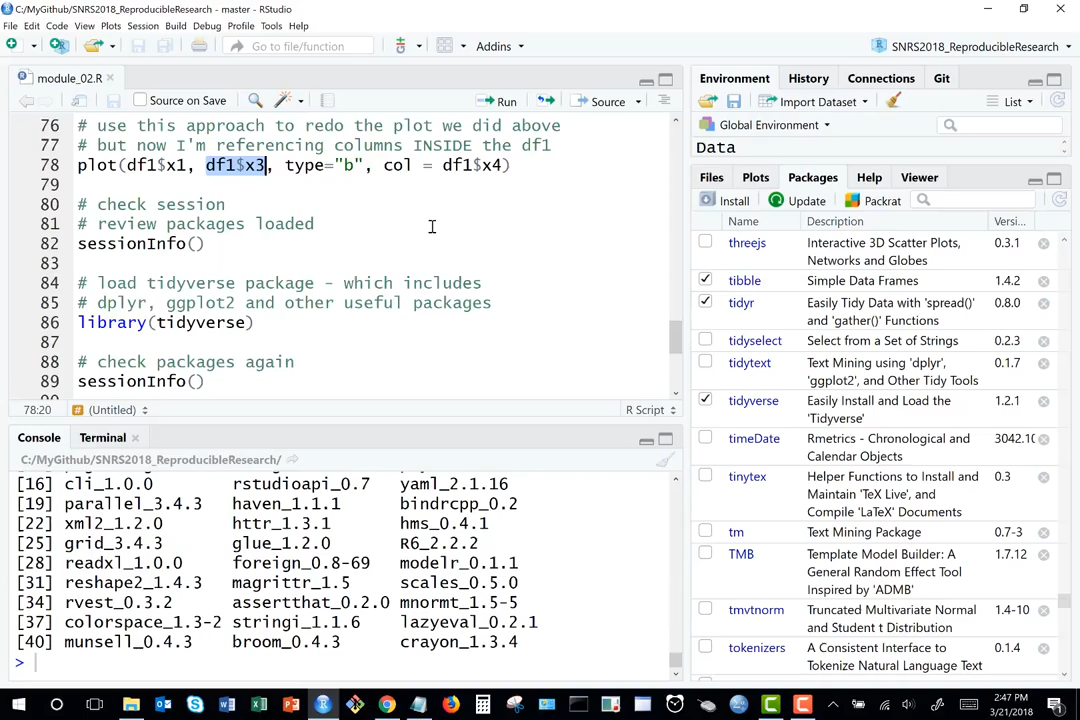 C:/MyGithub/SNRS2018_ReproducibleResearch - master - RStudio
File Edit Code View Plots Session Build Debug Profile Tools Help
Go to file/function
Addins
SNRS2018_ReproducibleResearch
module_02.R
Source on Save
Run
Source
76 # use this approach to redo the plot we did above
77 # but now I'm referencing columns INSIDE the df1
78 plot(df1$x1, df1$x3, type="b", col = df1$x4)
79
80 # check session
81 # review packages loaded
82 sessionInfo()
83
84 # load tidyverse package - which includes
85 # dplyr, ggplot2 and other useful packages
86 library(tidyverse)
87
88 # check packages again
89 sessionInfo()
78:20 (Untitled) R Script
Console Terminal
C:/MyGithub/SNRS2018_ReproducibleResearch/
[16] cli_1.0.0 rstudioapi_0.7 yaml_2.1.16
[19] parallel_3.4.3 haven_1.1.1 bindrcpp_0.2
[22] xml2_1.2.0 httr_1.3.1 hms_0.4.1
[25] grid_3.4.3 glue_1.2.0 R6_2.2.2
[28] readxl_1.0.0 foreign_0.8-69 modelr_0.1.1
[31] reshape2_1.4.3 magrittr_1.5 scales_0.5.0
[34] rvest_0.3.2 assertthat_0.2.0 mnormt_1.5-5
[37] colorspace_1.3-2 stringi_1.1.6 lazyeval_0.2.1
[40] munsell_0.4.3 broom_0.4.3 crayon_1.3.4
>
Environment History Connections Git
Import Dataset List
Global Environment
Data
Files Plots Packages Help Viewer
Install Update Packrat
Name Description Versi...
threejs Interactive 3D Scatter Plots, 0.3.1
Networks and Globes
tibble Simple Data Frames 1.4.2
tidyr Easily Tidy Data with 'spread()' 0.8.0
and 'gather()' Functions
tidyselect Select from a Set of Strings 0.2.3
tidytext Text Mining using 'dplyr', 0.1.7
'ggplot2', and Other Tidy Tools
tidyverse Easily Install and Load the 1.2.1
'Tidyverse'
timeDate Rmetrics - Chronological and 3042.10
Calendar Objects
tinytex Helper Functions to Install and 0.3
Maintain 'TeX Live', and
Compile 'LaTeX' Documents
tm Text Mining Package 0.7-3
TMB Template Model Builder: A 1.7.12
General Random Effect Tool
Inspired by 'ADMB'
tmvtnorm Truncated Multivariate Normal 1.4-10
and Student t Distribution
tokenizers A Consistent Interface to 0.1.4
Tokenize Natural Language Text
2:47 PM
3/21/2018